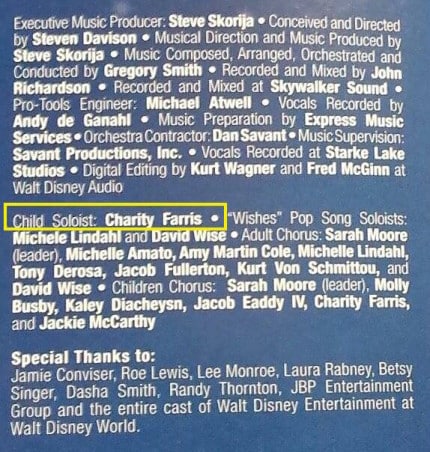 Executive Music Producer: Steve Skorija • Conceived and Directed
by Steven Davison • Musical Direction and Music Produced by
Steve Skorija • Music Composed, Arranged, Orchestrated and
Conducted by Gregory Smith • Recorded and Mixed by John
Richardson • Recorded and Mixed at Skywalker Sound •
Pro-Tools Engineer: Michael Atwell • Vocals Recorded by
Andy de Ganahl • Music Preparation by Express Music
Services • Orchestra Contractor: Dan Savant • Music Supervision:
Savant Productions, Inc. • Vocals Recorded at Starke Lake
Studios • Digital Editing by Kurt Wagner and Fred McGinn at
Walt Disney Audio
Child Soloist: Charity Farris • "Wishes" Pop Song Soloists:
Michele Lindahl and David Wise • Adult Chorus: Sarah Moore
(leader), Michelle Amato, Amy Martin Cole, Michelle Lindahl,
Tony Derosa, Jacob Fullerton, Kurt Von Schmittou, and
David Wise • Children Chorus: Sarah Moore (leader), Molly
Busby, Kaley Diacheysn, Jacob Eaddy IV, Charity Farris,
and Jackie McCarthy
Special Thanks to:
Jamie Conviser, Roe Lewis, Lee Monroe, Laura Rabney, Betsy
Singer, Dasha Smith, Randy Thornton, JBP Entertainment
Group and the entire cast of Walt Disney Entertainment at
Walt Disney World.